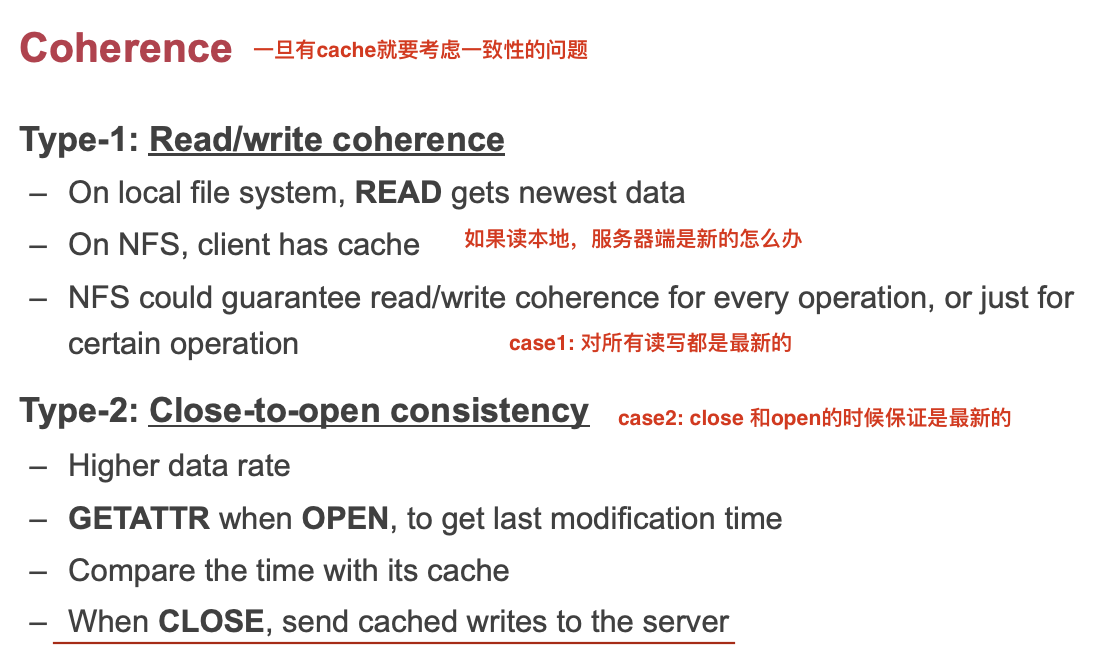 Coherence 一旦有cache就要考虑一致性的问题
Type-1: Read/write coherence
– On local file system, READ gets newest data
– On NFS, client has cache 如果读本地，服务器端是新的怎么办
– NFS could guarantee read/write coherence for every operation, or just for
certain operation case1: 对所有读写都是最新的
Type-2: Close-to-open consistency case2: close 和open的时候保证是最新的
– Higher data rate
– GETATTR when OPEN, to get last modification time
– Compare the time with its cache
– When CLOSE, send cached writes to the server